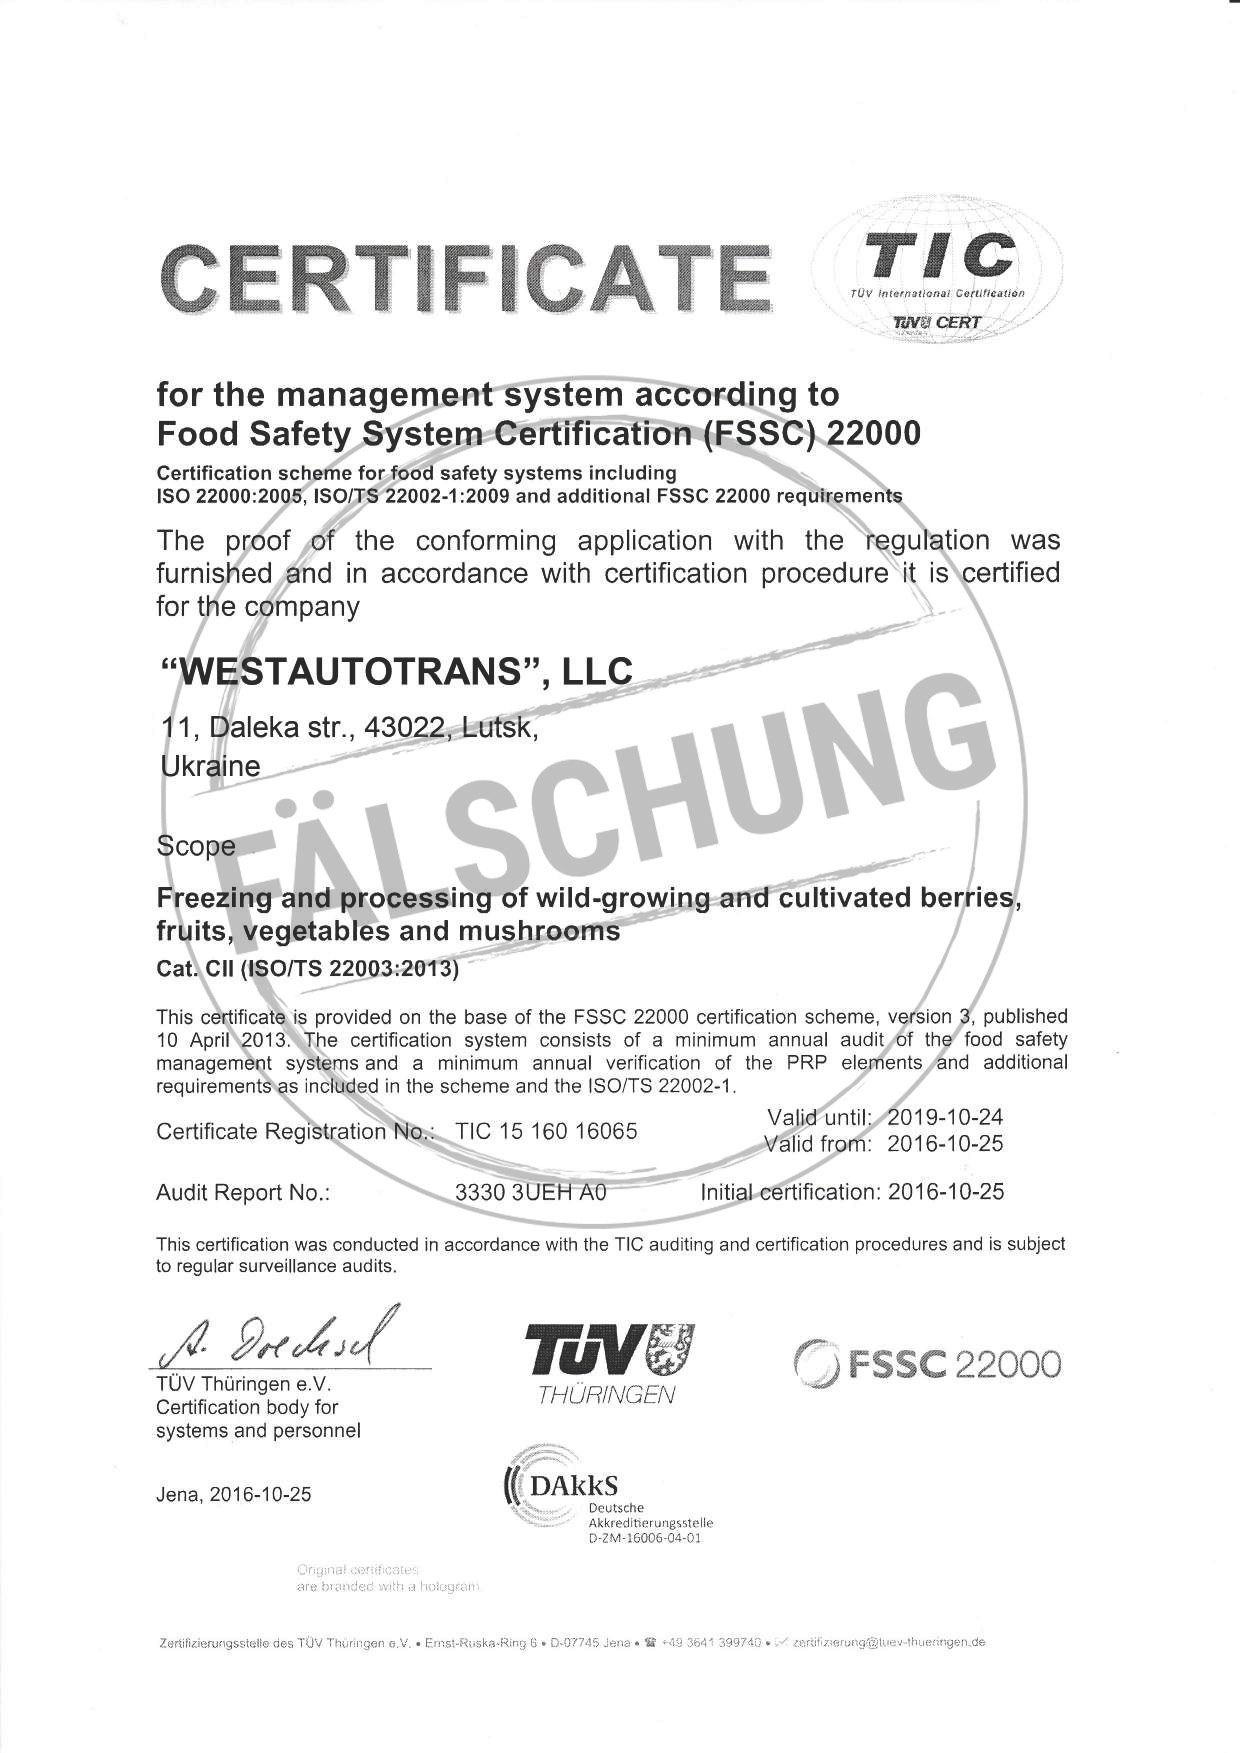 CERTIFICATE
TIC
TÜV International Certification
TÜV CERT
for the management system according to
Food Safety System Certification (FSSC) 22000
Certification scheme for food safety systems including
ISO 22000:2005, ISO/TS 22002-1:2009 and additional FSSC 22000 requirements
The proof of the conforming application with the regulation was
furnished and in accordance with certification procedure it is certified
for the company
“WESTAUTOTRANS”, LLC
11, Daleka str., 43022, Lutsk,
Ukraine
FÄLSCHUNG
Scope
Freezing and processing of wild-growing and cultivated berries,
fruits, vegetables and mushrooms
Cat. CII (ISO/TS 22003:2013)
This certificate is provided on the base of the FSSC 22000 certification scheme, version 3, published
10 April 2013. The certification system consists of a minimum annual audit of the food safety
management systems and a minimum annual verification of the PRP elements and additional
requirements as included in the scheme and the ISO/TS 22002-1.
Certificate Registration No.: TIC 15 160 16065
Valid until: 2019-10-24
Valid from: 2016-10-25
Audit Report No.: 3330 3UEH A0
Initial certification: 2016-10-25
This certification was conducted in accordance with the TIC auditing and certification procedures and is subject
to regular surveillance audits.
A. Drechsel
TÜV Thüringen e.V.
Certification body for
systems and personnel
TÜV
THÜRINGEN
FSSC 22000
Jena, 2016-10-25
DAkkS
Deutsche
Akkreditierungsstelle
D-ZM-16006-04-01
Original certificates
are branded with a hologram
Zertifizierungsstelle des TÜV Thüringen e.V. • Ernst-Ruska-Ring 6 • D-07745 Jena • ☎ +49 3641 399740 • zertifizierung@tuev-thueringen.de